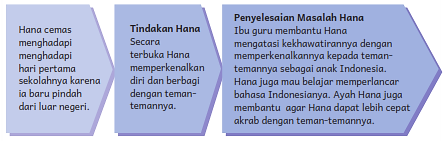 Hana cemas
menghadapi
menghadapi
hari pertama
sekolahnya karena
ia baru pindah
dari luar negeri.
Tindakan Hana
Secara
terbuka Hana
memperkenalkan
diri dan berbagi
dengan teman-
temannya.
Penyelesaian Masalah Hana
Ibu guru membantu Hana
mengatasi kekhawatirannya dengan
memperkenalkannya kepada teman-
temannya sebagai anak Indonesia.
Hana juga mau belajar memperlancar
bahasa Indonesianya. Ayah Hana juga
membantu agar Hana dapat lebih cepat
akrab dengan teman-temannya.